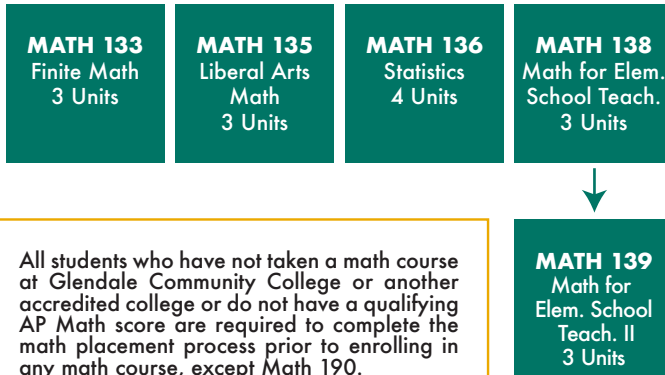 MATH 133
Finite Math
3 Units
MATH 135
Liberal Arts
Math
3 Units
MATH 136
Statistics
4 Units
MATH 138
Math for Elem.
School Teach.
3 Units
All students who have not taken a math course
at Glendale Community College or another
accredited college or do not have a qualifying
AP Math score are required to complete the
math placement process prior to enrolling in
any math course, except Math 190.
MATH 139
Math for
Elem. School
Teach. II
3 Units